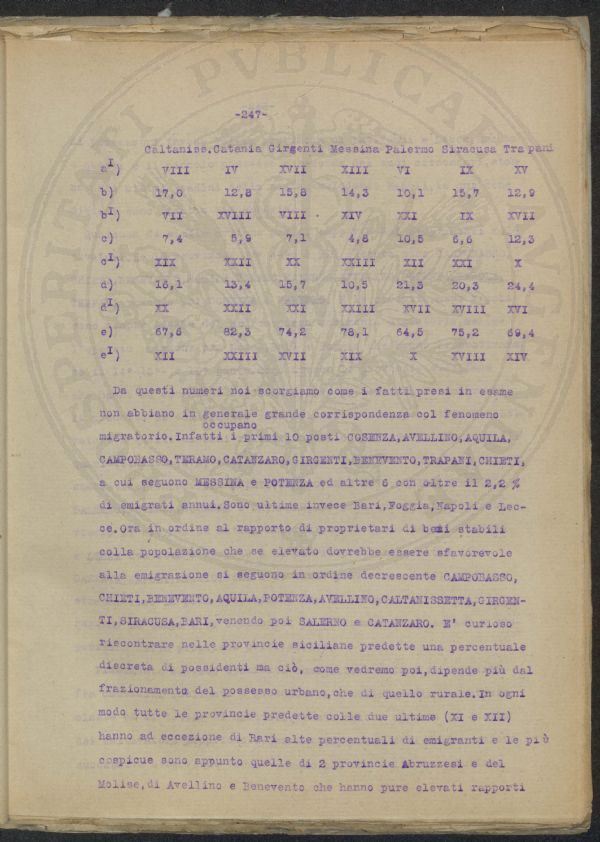 -247-
Caltaniss.Catania Girgenti Messina Palermo Siracusa Trapani
aI) VIII IV XVII XIII VI IX XV
b) 17,0 12,8 15,8 14,3 10,1 15,7 12,9
bI) VII XVIII VIII XIV XXI IX XVII
c) 7,4 5,9 7,1 4,8 10,5 6,6 12,3
cI) XIX XXII XX XXIII XII XXI X
d) 16,1 13,4 15,7 10,5 21,3 20,3 24,4
dI) XX XXII XXI XXIII XVII XVIII XVI
e) 67,6 82,3 74,2 78,1 64,5 75,2 69,4
eI) XII XXIII XVII XIX X XVIII XIV
Da questi numeri noi scorgiamo come i fatti presi in esame
non abbiano in generale grande corrispondenza col fenomeno
occupano
migratorio.Infatti i primi 10 posti COSENZA,AVELLINO,AQUILA,
CAMPOBASSO,TERAMO,CATANZARO,GIRGENTI,BENEVENTO,TRAPANI,CHIETI,
a cui seguono MESSINA e POTENZA ed altre 6 con oltre il 2,2 %
di emigrati annui.Sono ultime invece Bari,Foggia,Napoli e Lec-
ce.Ora in ordine al rapporto di proprietari di beni stabili
colla popolazione che se elevato dovrebbe essere sfavorevole
alla emigrazione si seguono in ordine decrescente CAMPOBASSO,
CHIETI,BENEVENTO,AQUILA,POTENZA,AVELLINO,CALTANISSETTA,GIRGEN-
TI,SIRACUSA,BARI,venendo poi SALERNO e CATANZARO. E' curioso
riscontrare nelle provincie siciliane predette una percentuale
discreta di possidenti ma ciò, come vedremo poi,dipende più dal
frazionamento del possesso urbano,che di quello rurale.In ogni
modo tutte le provincie predette colle due ultime (XI e XII)
hanno ad eccezione di Bari alte percentuali di emigranti e le più
cospicue sono appunto quelle di 2 provincie Abruzzesi e del
Molise,di Avellino e Benevento che hanno pure elevati rapporti